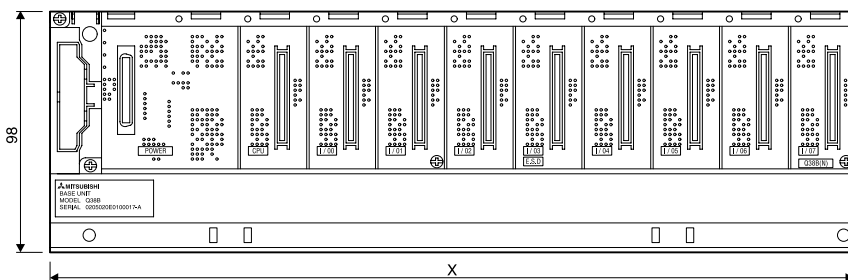 98
POWER
CPU
I / 00
I / 01
I / 02
I / 03
E.S.D
I / 04
I / 05
I / 06
I / 07
Q38B(N)
MITSUBISHI
BASE UNIT
MODEL Q38B
SERIAL 0205020E0100017-A
X